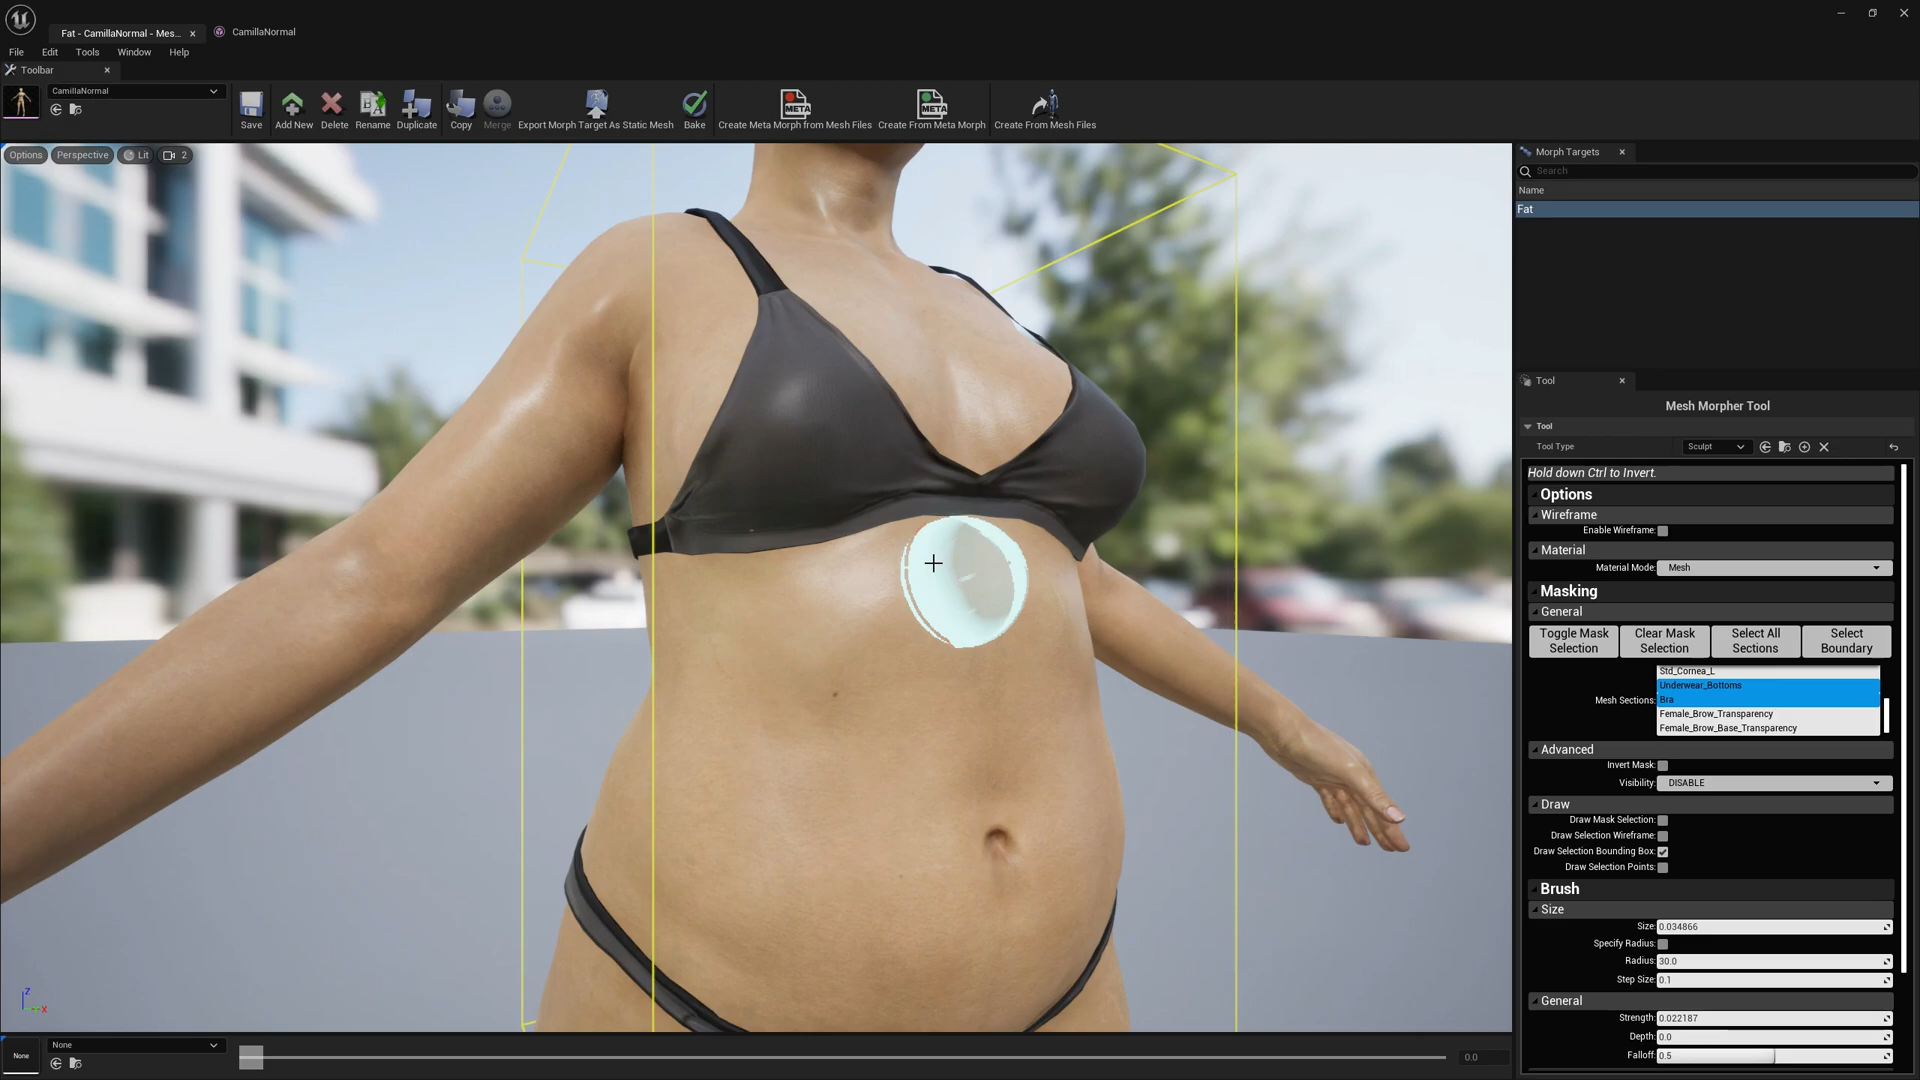 Fat - CamillaNormal - Mes...
CamillaNormal
File Edit Tools Window Help
Toolbar
CamillaNormal
Save
Add New
Delete
Rename
Duplicate
Copy
Merge
Export Morph Target As Static Mesh
Bake
META
Create Meta Morph from Mesh Files
META
Create From Meta Morph
Create From Mesh Files
Options
Perspective
Lit
2
Z
X
None
None
0.0
Morph Targets
Search
Name
Fat
Tool
Mesh Morpher Tool
Tool
Tool Type
Sculpt
Hold down Ctrl to Invert.
Options
Wireframe
Enable Wireframe:
Material
Material Mode: Mesh
Masking
General
Toggle Mask Selection
Clear Mask Selection
Select All Sections
Select Boundary
Mesh Sections:
Std_Cornea_L
Underwear_Bottoms
Bra
Female_Brow_Transparency
Female_Brow_Base_Transparency
Advanced
Invert Mask:
Visibility: DISABLE
Draw
Draw Mask Selection:
Draw Selection Wireframe:
Draw Selection Bounding Box:
Draw Selection Points:
Brush
Size
Size: 0.034866
Specify Radius:
Radius: 30.0
Step Size: 0.1
General
Strength: 0.022187
Depth: 0.0
Falloff: 0.5